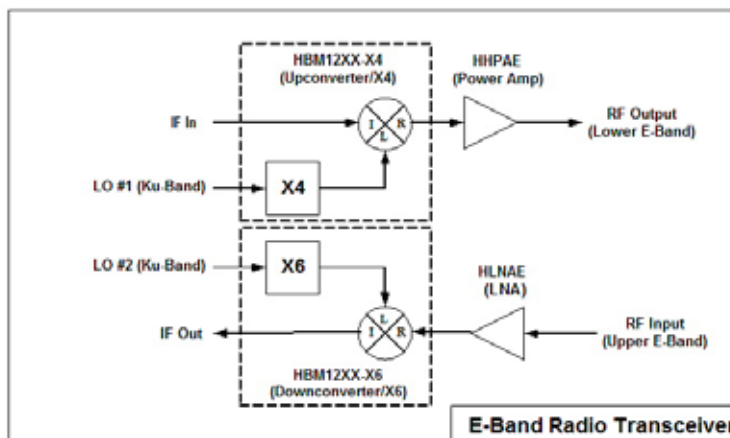 HBM12XX-X4
(Upconverter/X4)
HHPAE
(Power Amp)
IF In
I
R
L
RF Output
(Lower E-Band)
LO #1 (Ku-Band)
X4
LO #2 (Ku-Band)
X6
HLNAE
(LNA)
L
I
R
IF Out
RF Input
(Upper E-Band)
HBM12XX-X6
(Downconverter/X6)
E-Band Radio Transceiver